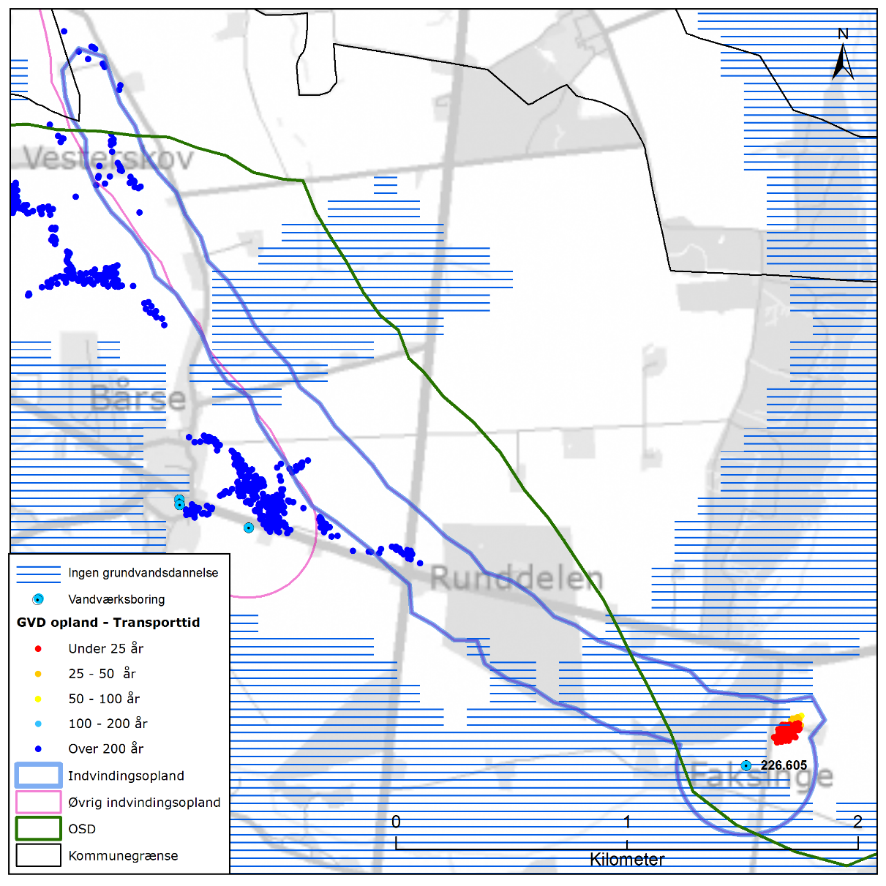 N
Vesterskov
Bårse
Runddelen
226.605
Faksinge
0 1 2
Kilometer
Ingen grundvandsdannelse
Vandværksboring
GVD opland - Transporttid
Under 25 år
25 - 50 år
50 - 100 år
100 - 200 år
Over 200 år
Indvindingsopland
Øvrig indvindingsopland
OSD
Kommunegrænse